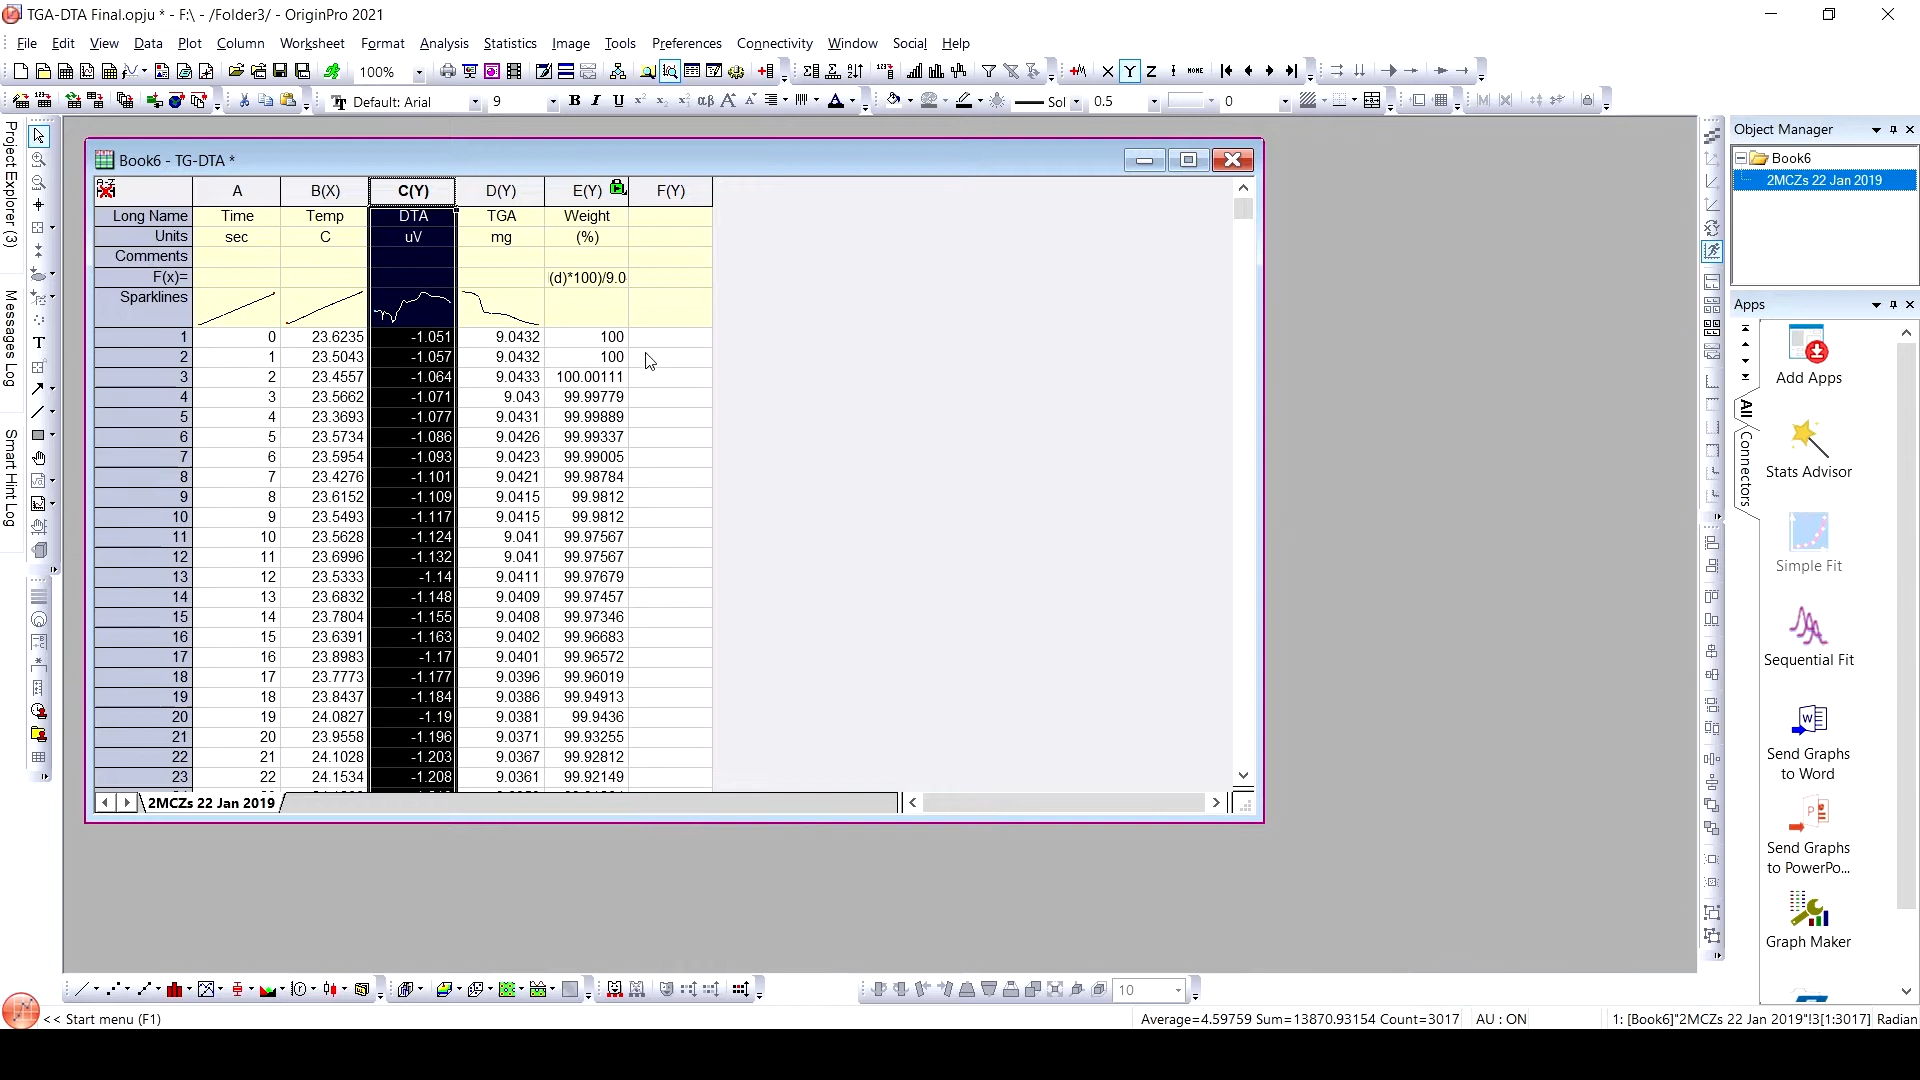 TGA-DTA Final.opju * - F:\ - /Folder3/ - OriginPro 2021
File Edit View Data Plot Column Worksheet Format Analysis Statistics Image Tools Preferences Connectivity Window Social Help
100%
X Y Z NONE
Default: Arial 9 B I U Sol 0.5 0
Project Explorer (3)
Messages Log
Smart Hint Log
Book6 - TG-DTA *
A B(X) C(Y) D(Y) E(Y) F(Y)
Long Name Time Temp DTA TGA Weight
Units sec C uV mg (%)
Comments
F(x)= (d)*100)/9.0
Sparklines
1 0 23.6235 -1.051 9.0432 100
2 1 23.5043 -1.057 9.0432 100
3 2 23.4557 -1.064 9.0433 100.00111
4 3 23.5662 -1.071 9.043 99.99779
5 4 23.3693 -1.077 9.0431 99.99889
6 5 23.5734 -1.086 9.0426 99.99337
7 6 23.5954 -1.093 9.0423 99.99005
8 7 23.4276 -1.101 9.0421 99.98784
9 8 23.6152 -1.109 9.0415 99.9812
10 9 23.5493 -1.117 9.0415 99.9812
11 10 23.5628 -1.124 9.041 99.97567
12 11 23.6996 -1.132 9.041 99.97567
13 12 23.5333 -1.14 9.0411 99.97679
14 13 23.6832 -1.148 9.0409 99.97457
15 14 23.7804 -1.155 9.0408 99.97346
16 15 23.6391 -1.163 9.0402 99.96683
17 16 23.8983 -1.17 9.0401 99.96572
18 17 23.7773 -1.177 9.0396 99.96019
19 18 23.8437 -1.184 9.0386 99.94913
20 19 24.0827 -1.19 9.0381 99.9436
21 20 23.9558 -1.196 9.0371 99.93255
22 21 24.1028 -1.203 9.0367 99.92812
23 22 24.1534 -1.208 9.0361 99.92149
2MCZs 22 Jan 2019
Object Manager
Book6
2MCZs 22 Jan 2019
Apps
All
Connectors
Add Apps
Stats Advisor
Simple Fit
Sequential Fit
Send Graphs
to Word
Send Graphs
to PowerPo...
Graph Maker
10
<< Start menu (F1)
Average=4.59759 Sum=13870.93154 Count=3017 AU : ON 1: [Book6]"2MCZs 22 Jan 2019"!3[1:3017] Radian